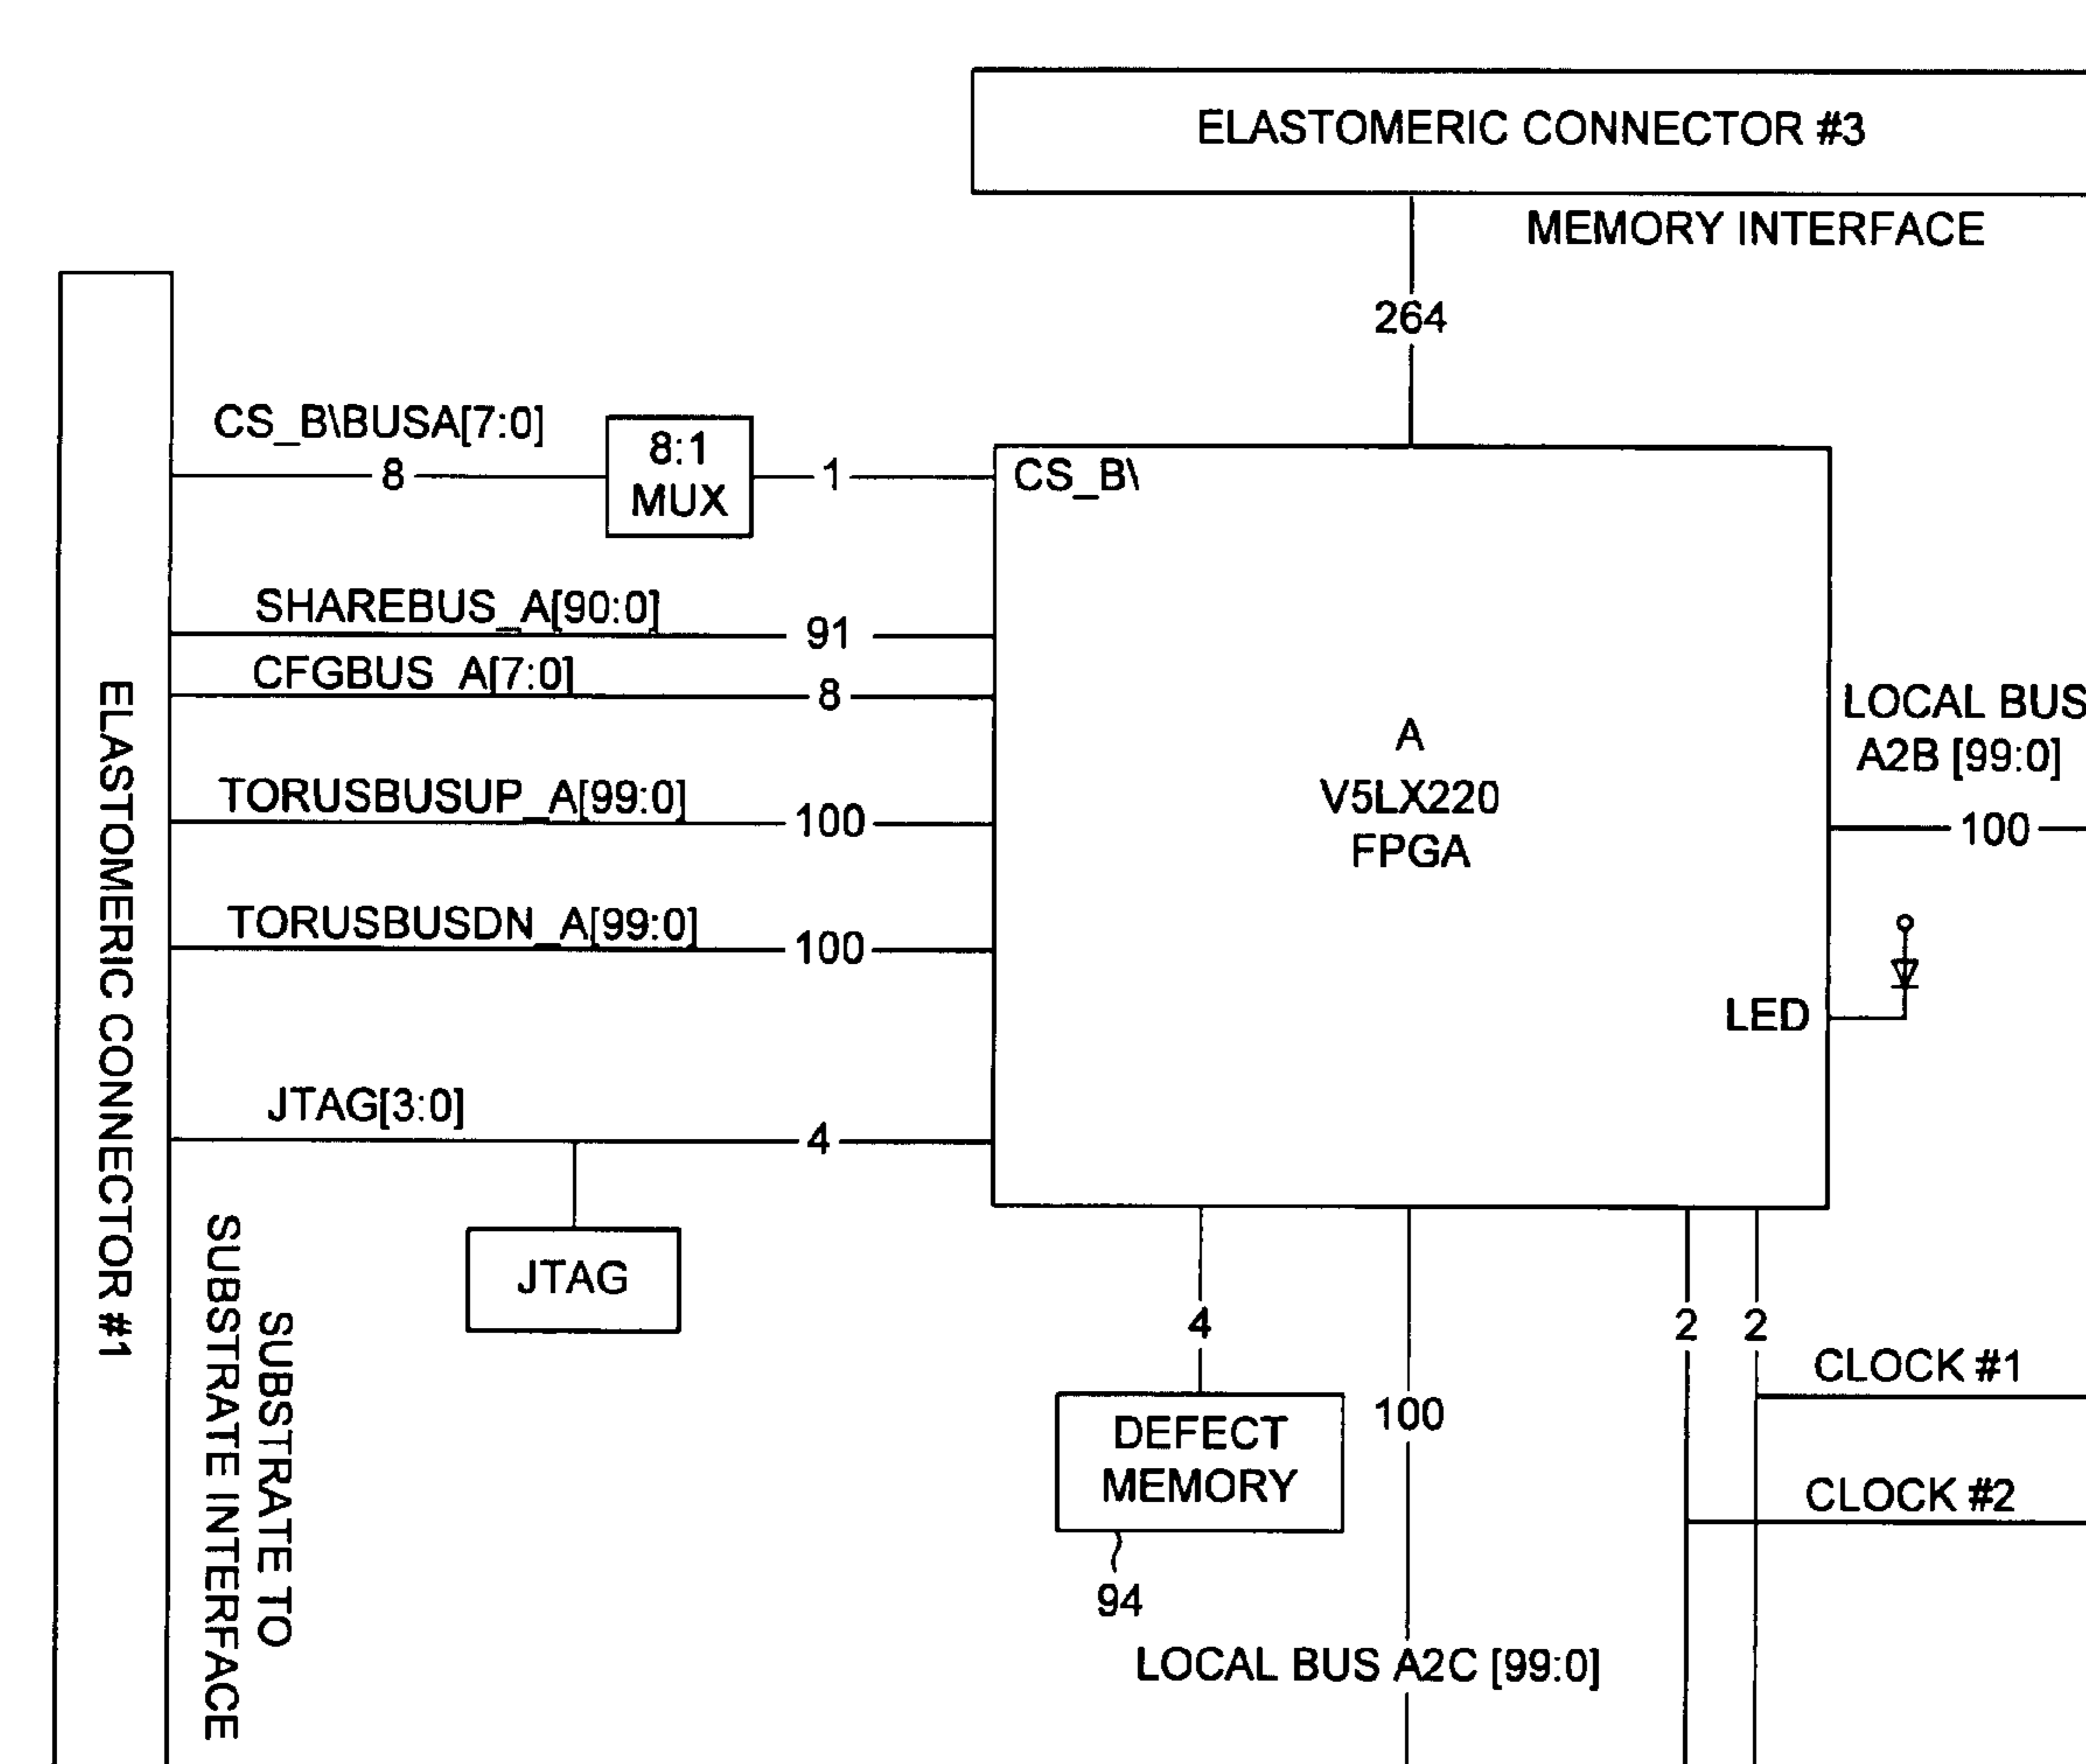 ELASTOMERIC CONNECTOR #3
MEMORY INTERFACE
264
CS_B\BUSA[7:0]
8
8:1
MUX
1
CS_B\
SHAREBUS_A[90:0]
91
CFGBUS_A[7:0]
8
TORUSBUSUP_A[99:0]
100
TORUSBUSDN_A[99:0]
100
JTAG[3:0]
4
JTAG
ELASTOMERIC CONNECTOR #1
SUBSTRATE TO
SUBSTRATE INTERFACE
A
V5LX220
FPGA
LOCAL BUS
A2B [99:0]
100
LED
4
DEFECT
MEMORY
94
100
LOCAL BUS A2C [99:0]
2
2
CLOCK #1
CLOCK #2